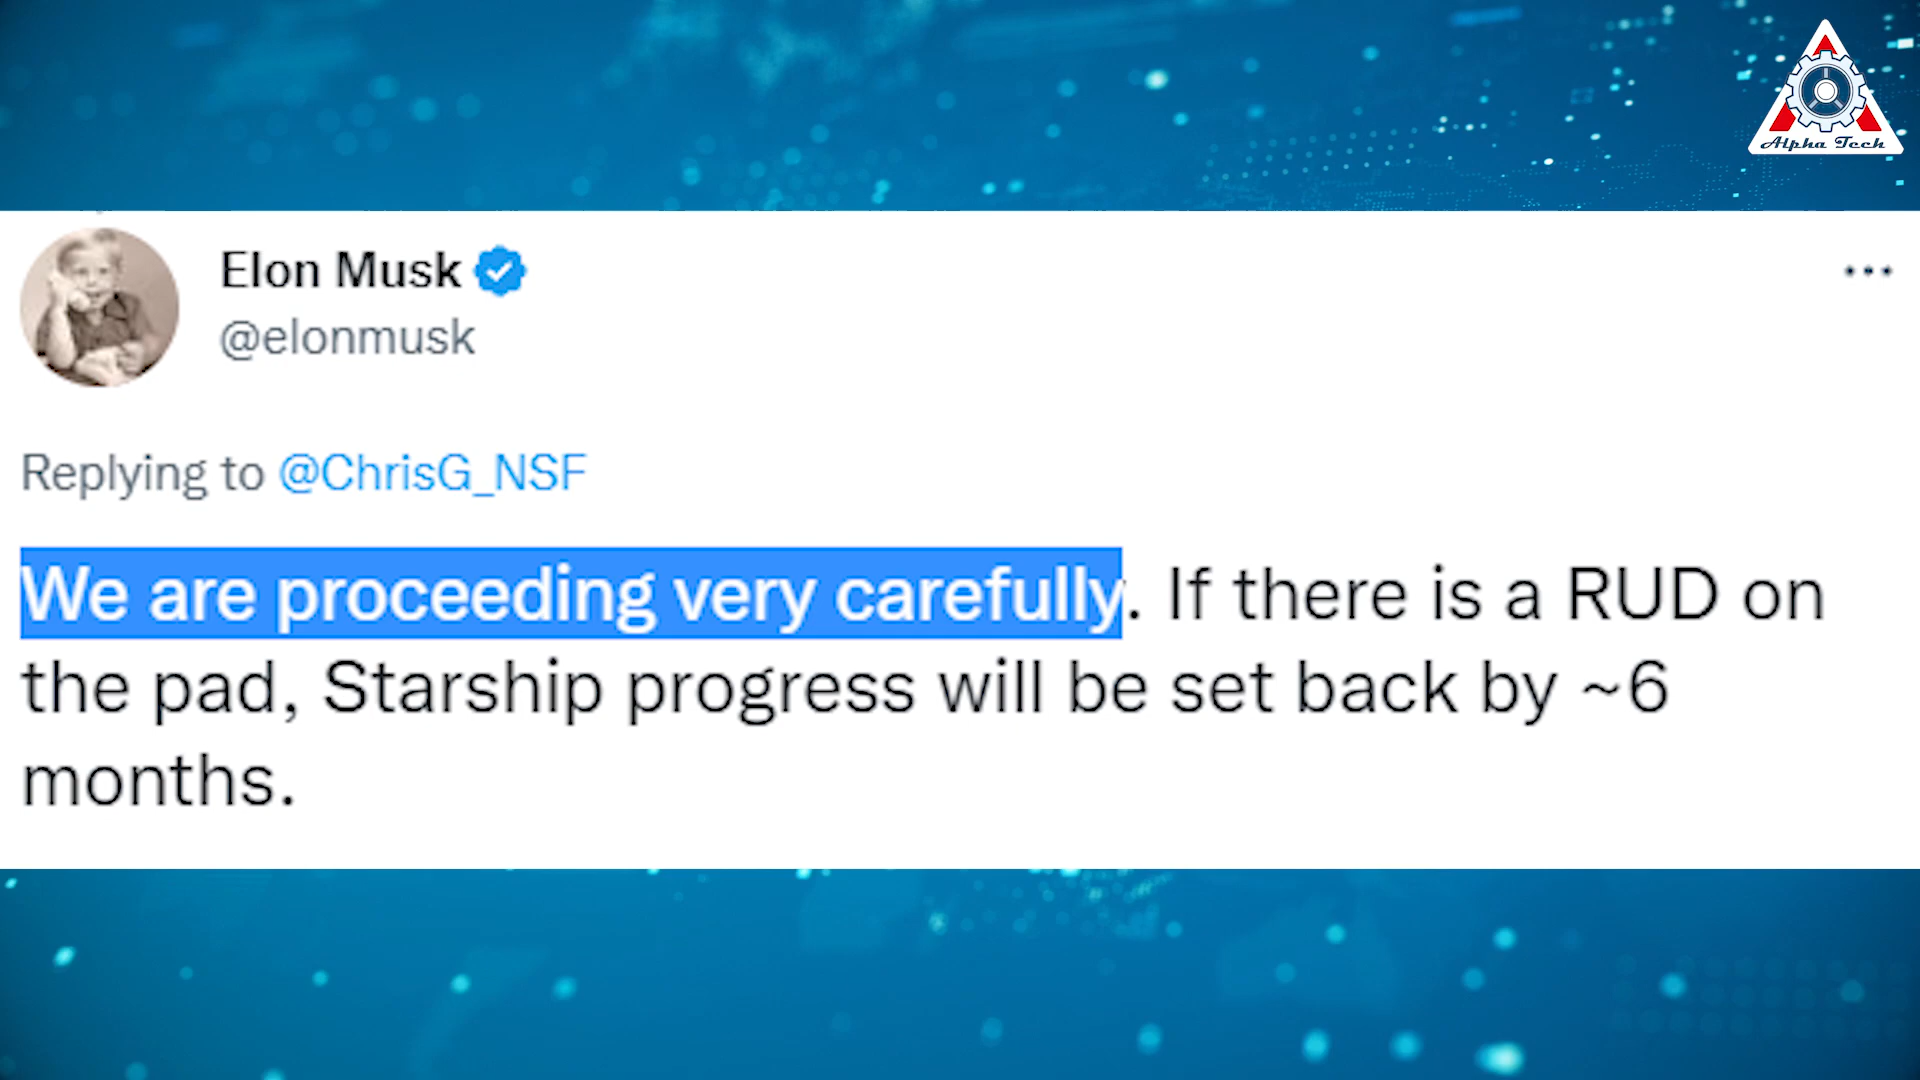 Alpha Tech
Elon Musk
@elonmusk
Replying to @ChrisG_NSF
We are proceeding very carefully. If there is a RUD on
the pad, Starship progress will be set back by ~6
months.